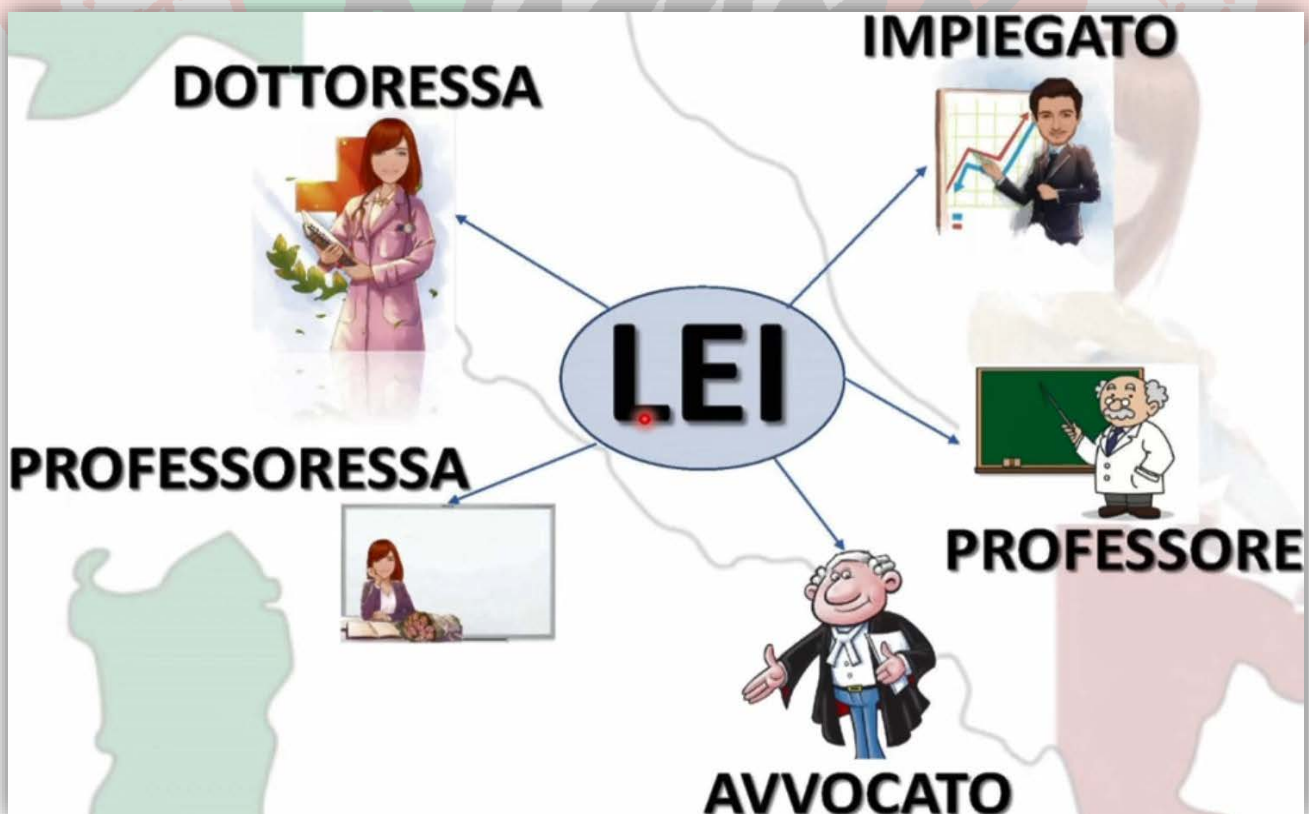 IMPIEGATO
DOTTORESSA
LEI
PROFESSORESSA
PROFESSORE
AVVOCATO